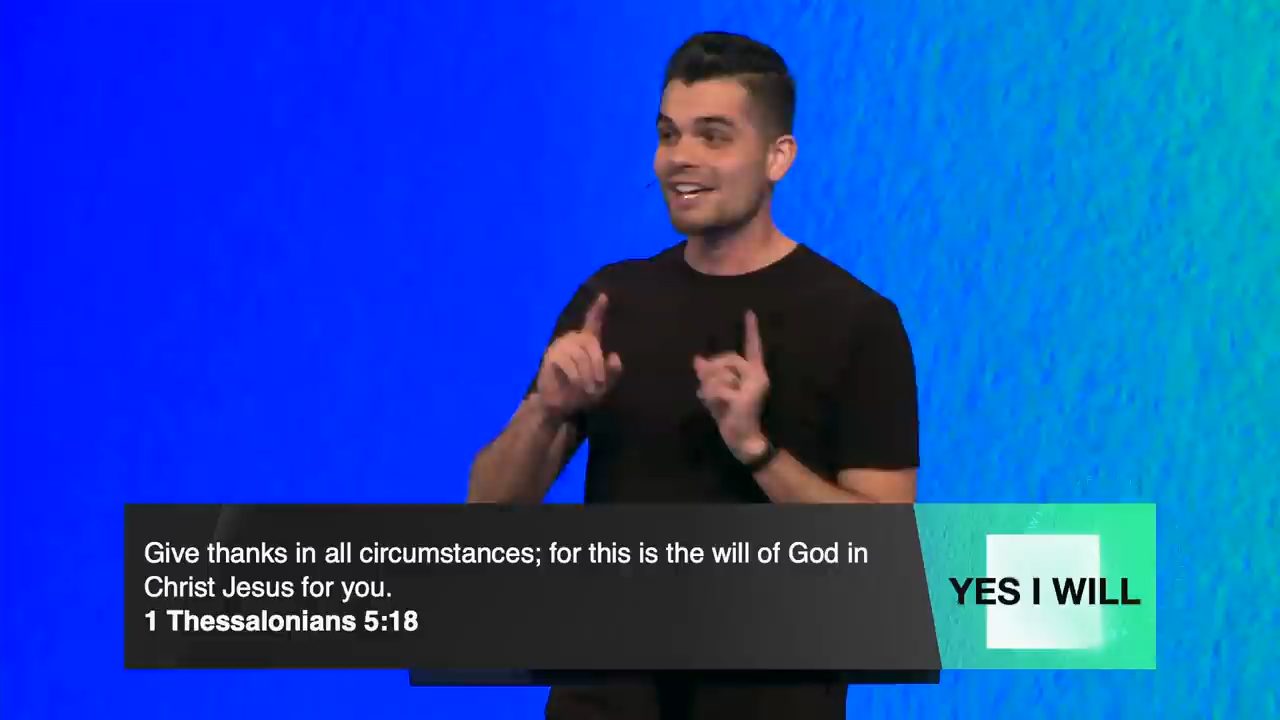 Give thanks in all circumstances; for this is the will of God in
Christ Jesus for you.
1 Thessalonians 5:18
YES I WILL